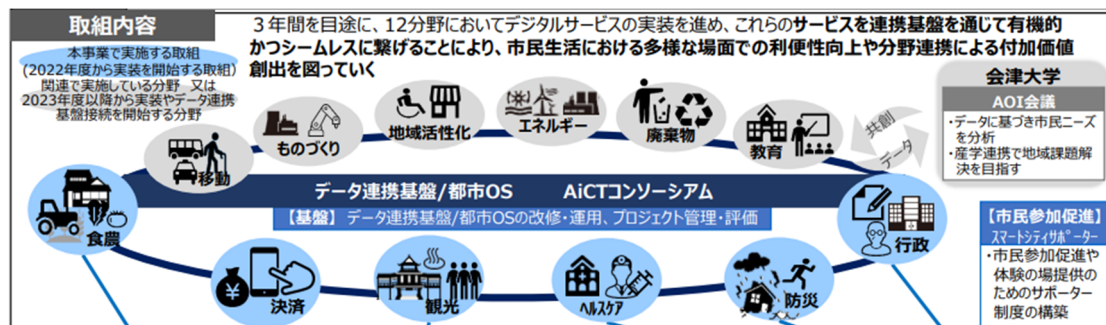 取組内容
本事業で実施する取組
(2022年度から実装を開始する取組)
関連で実施している分野 又は
2023年度以降から実装やデータ連携
基盤接続を開始する分野
3年間を目途に、12分野においてデジタルサービスの実装を進め、これらのサービスを連携基盤を通じて有機的
かつシームレスに繋げることにより、市民生活における多様な場面での利便性向上や分野連携による付加価値
創出を図っていく
会津大学
AOI会議
・データに基づき市民ニーズ
を分析
・産学連携で地域課題解
決を目指す
共創
データ
移動
ものづくり
地域活性化
エネルギー
廃棄物
教育
データ連携基盤/都市OS AiCTコンソーシアム
【基盤】データ連携基盤/都市OSの改修・運用、プロジェクト管理・評価
食農
決済
観光
ヘルスケア
防災
行政
【市民参加促進】
スマートシティサポーター
・市民参加促進や
体験の場提供の
ためのサポーター
制度の構築